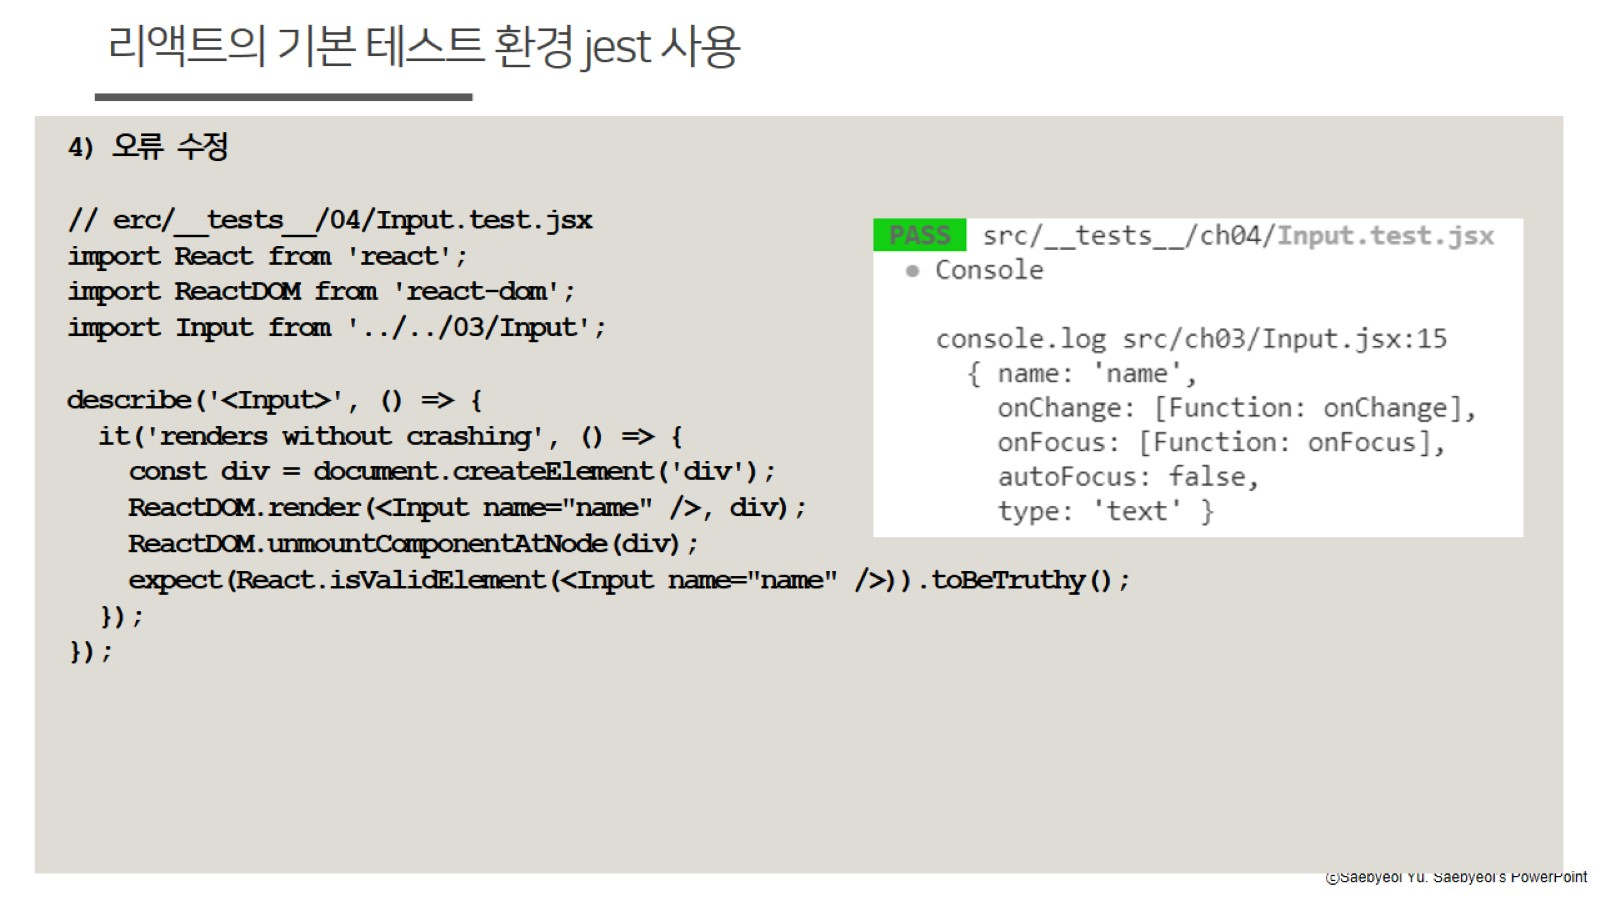 리액트의 기본 테스트 환경 jest 사용
4) 오류 수정
// erc/__tests__/04/Input.test.jsx
import React from 'react';
import ReactDOM from 'react-dom';
import Input from '../../03/Input';
describe('<Input>', () => {
it('renders without crashing', () => {
const div = document.createElement('div');
ReactDOM.render(<Input name="name" />, div);
ReactDOM.unmountComponentAtNode(div);
expect(React.isValidElement(<Input name="name" />)).toBeTruthy();
});
});
PASS src/__tests__/ch04/Input.test.jsx
● Console
console.log src/ch03/Input.jsx:15
{ name: 'name',
onChange: [Function: onChange],
onFocus: [Function: onFocus],
autoFocus: false,
type: 'text' }
ⓒSaebyeol Yu. Saebyeol's PowerPoint